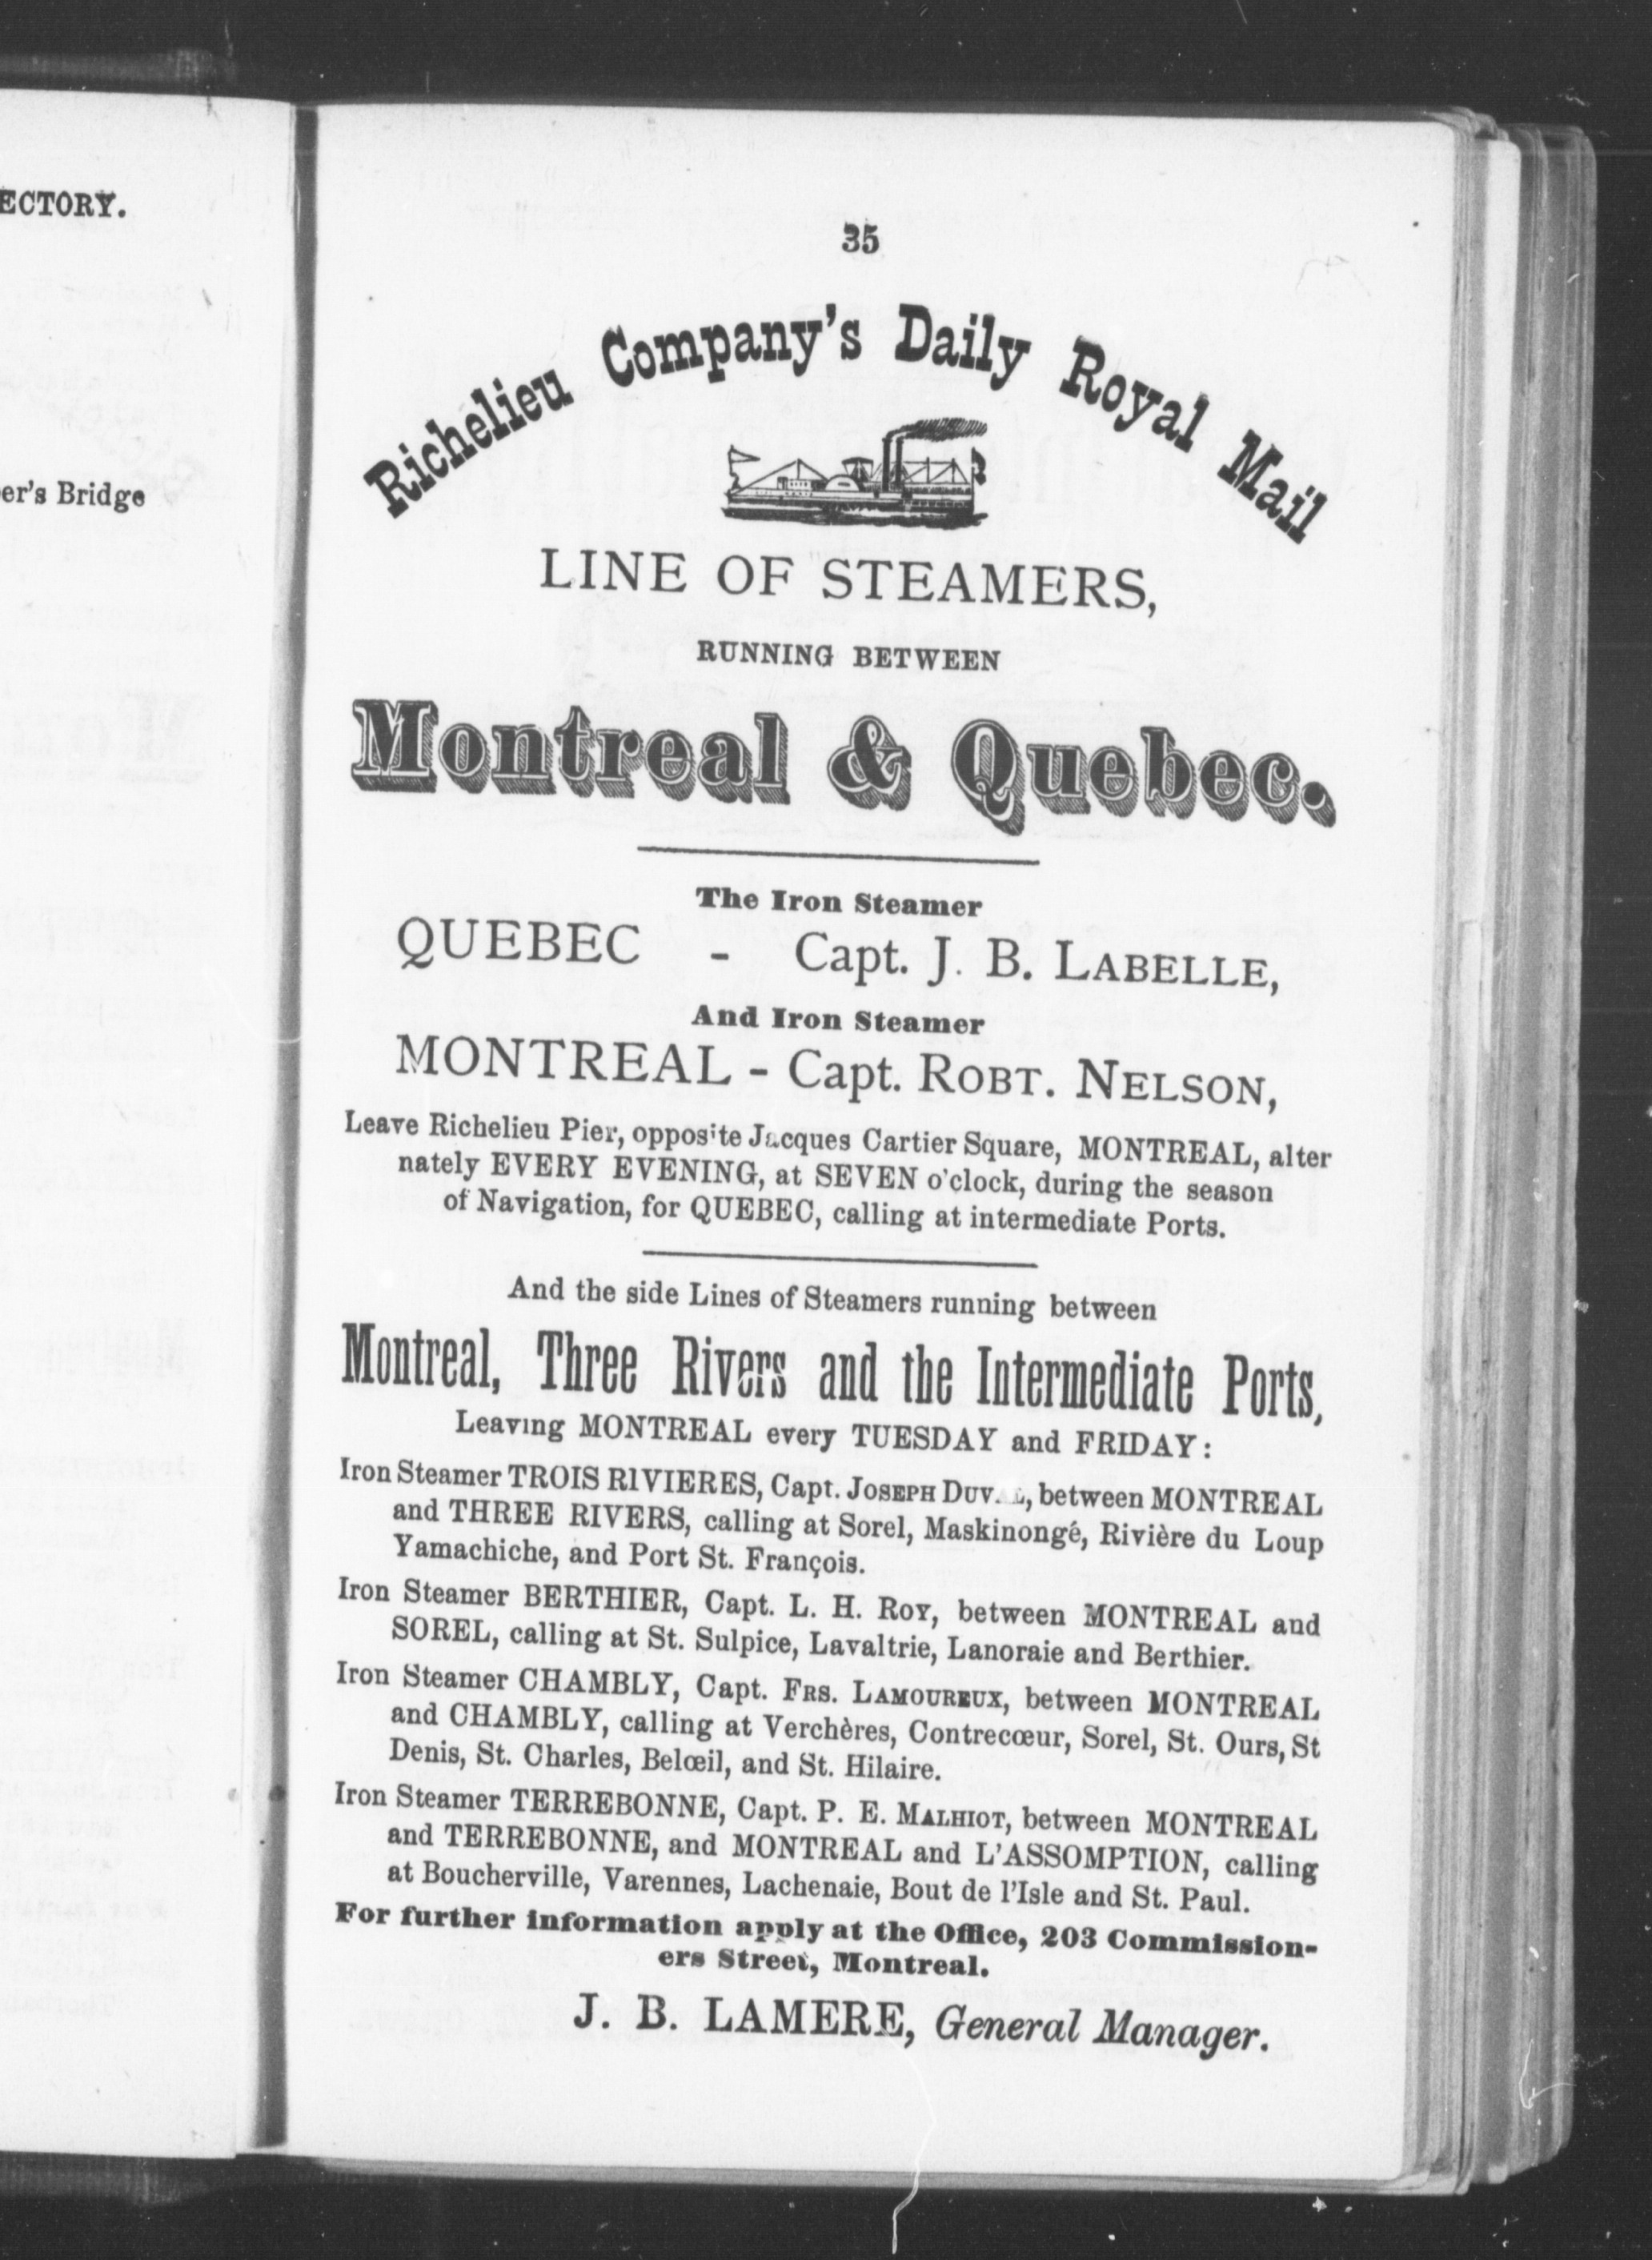 ECTORY.
er's Bridge
35
Richelieu Company's Daily Royal Mail
LINE OF STEAMERS,
RUNNING BETWEEN
Montreal & Quebec.
The Iron Steamer
QUEBEC - Capt. J. B. LABELLE,
And Iron Steamer
MONTREAL - Capt. ROBT. NELSON,
Leave Richelieu Pier, opposite Jacques Cartier Square, MONTREAL, alter
nately EVERY EVENING, at SEVEN o'clock, during the season
of Navigation, for QUEBEC, calling at intermediate Ports.
And the side Lines of Steamers running between
Montreal, Three Rivers and the Intermediate Ports,
Leaving MONTREAL every TUESDAY and FRIDAY:
Iron Steamer TROIS RIVIERES, Capt. JOSEPH between MONTREAL
and THREE RIVERS, calling at Sorel, Maskinongé, Rivière du Loup
Yamachiche, and Port St. François.
Iron Steamer BERTHIER, Capt. L. H. ROY, between MONTREAL and
SOREL, calling at St. Sulpice, Lavaltrie, Lanoraie and Berthier.
Iron Steamer CHAMBLY, Capt. FRS. LAMOUREUX, between MONTREAL
and CHAMBLY, calling at Verchères, Contrecœur, Sorel, St. Ours, St
Denis, St. Charles, Belœil, and St. Hilaire.
Iron Steamer TERREBONNE, Capt. P. E. MALHIOT, between MONTREAL
and TERREBONNE, and MONTREAL and L'ASSOMPTION, calling
at Boucherville, Varennes, Lachenaie, Bout de l'Isle and St. Paul.
For further information apply at the Office, 203 Commission-
ers Street, Montreal.
J. B. LAMERE, General Manager.